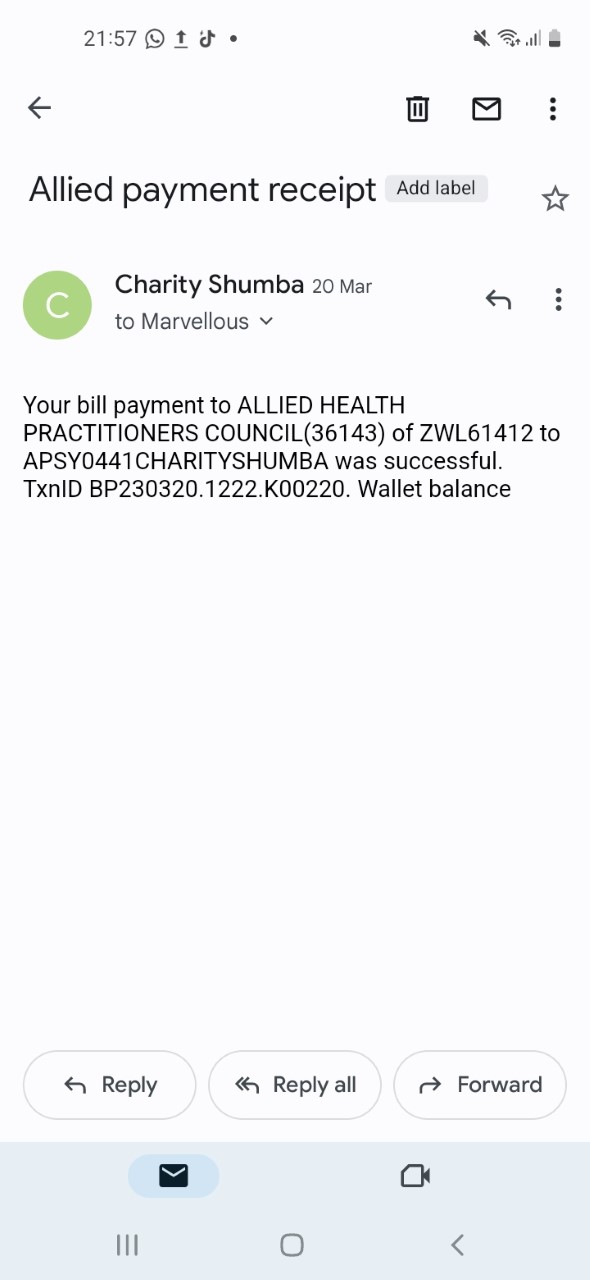 21:57
Allied payment receipt Add label
C Charity Shumba 20 Mar
to Marvellous
Your bill payment to ALLIED HEALTH
PRACTITIONERS COUNCIL(36143) of ZWL61412 to
APSY0441CHARITYSHUMBA was successful.
TxnID BP230320.1222.K00220. Wallet balance
Reply Reply all Forward